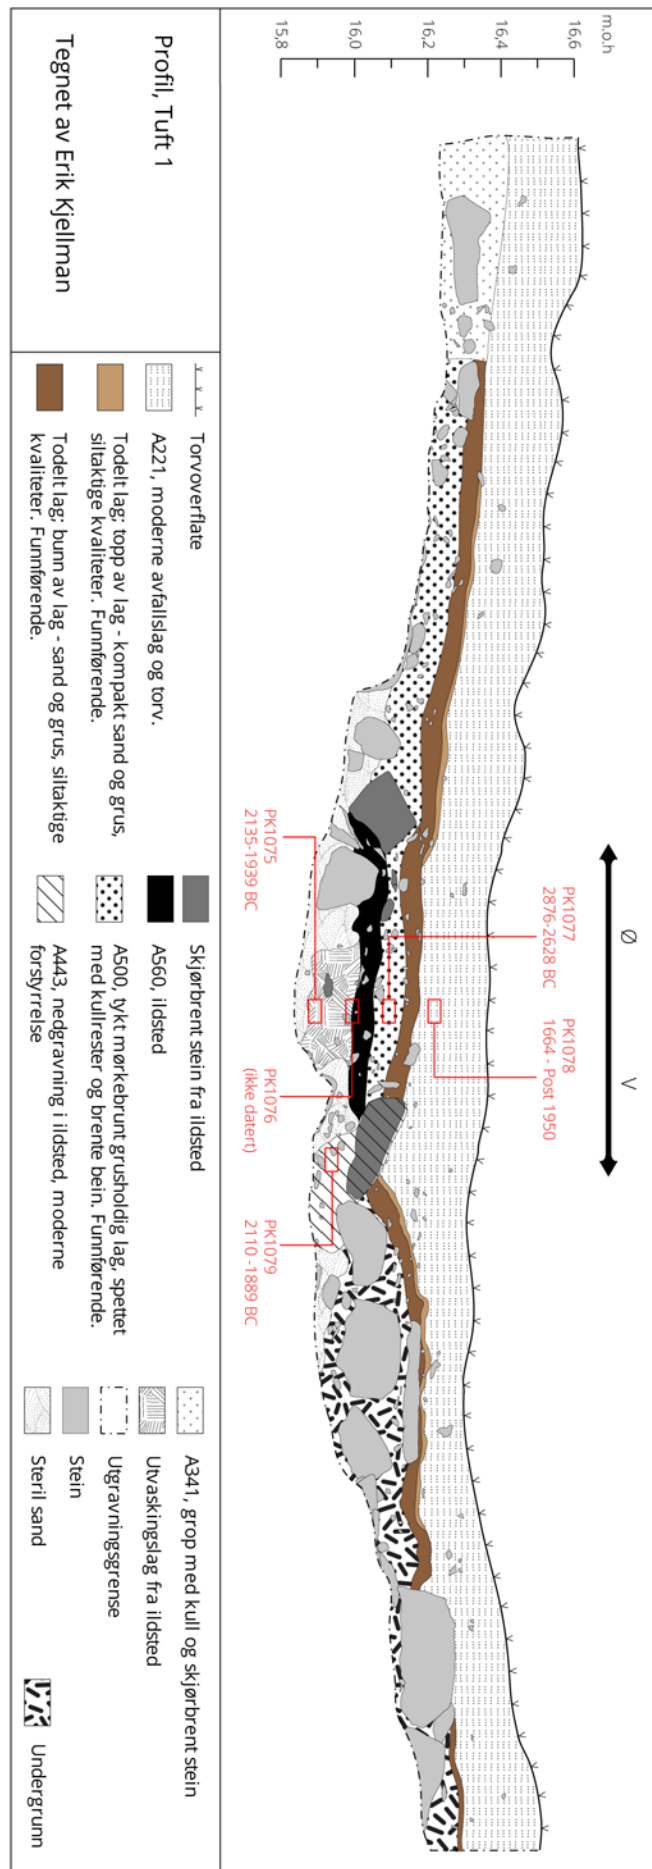 m.o.h
16,6
16,4
16,2
16,0
15,8
Ø
V
PK1077
2876-2628 BC
PK1078
1664 - Post 1950
PK1075
2135-1939 BC
PK1076
(ikke datert)
PK1079
2110 -1889 BC
Profil, Tuft 1
Tegnet av Erik Kjellman
Torvoverflate
A221, moderne avfallslag og torv.
Todelt lag; topp av lag - kompakt sand og grus,
siltaktige kvaliteter. Funnførende.
Todelt lag; bunn av lag - sand og grus, siltaktige
kvaliteter. Funnførende.
Skjørbrent stein fra ildsted
A560, ildsted
A500, tykt mørkebrunt grusholdig lag, spettet
med kullrester og brente bein. Funnførende.
A443, nedgravning i ildsted, moderne
forstyrrelse
A341, grop med kull og skjørbrent stein
Utvaskingslag fra ildsted
Utgravningsgrense
Stein
Steril sand
Undergrunn